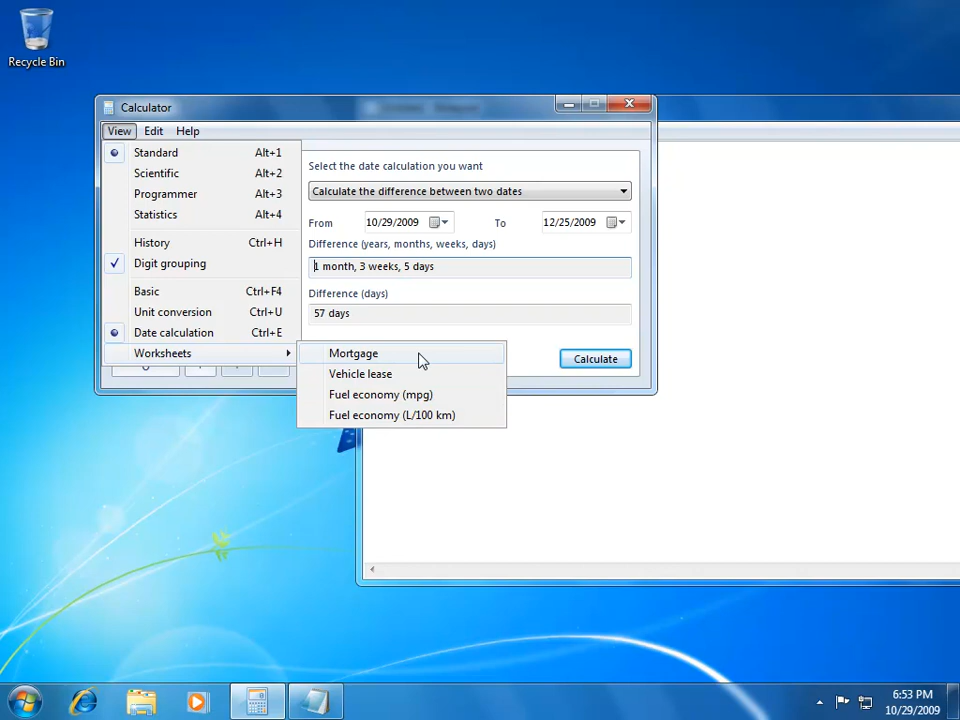 Recycle Bin
Calculator
View Edit Help
Standard Alt+1
Scientific Alt+2
Programmer Alt+3
Statistics Alt+4
History Ctrl+H
Digit grouping
Basic Ctrl+F4
Unit conversion Ctrl+U
Date calculation Ctrl+E
Worksheets
Select the date calculation you want
Calculate the difference between two dates
From 10/29/2009 To 12/25/2009
Difference (years, months, weeks, days)
1 month, 3 weeks, 5 days
Difference (days)
57 days
Calculate
Mortgage
Vehicle lease
Fuel economy (mpg)
Fuel economy (L/100 km)
6:53 PM
10/29/2009